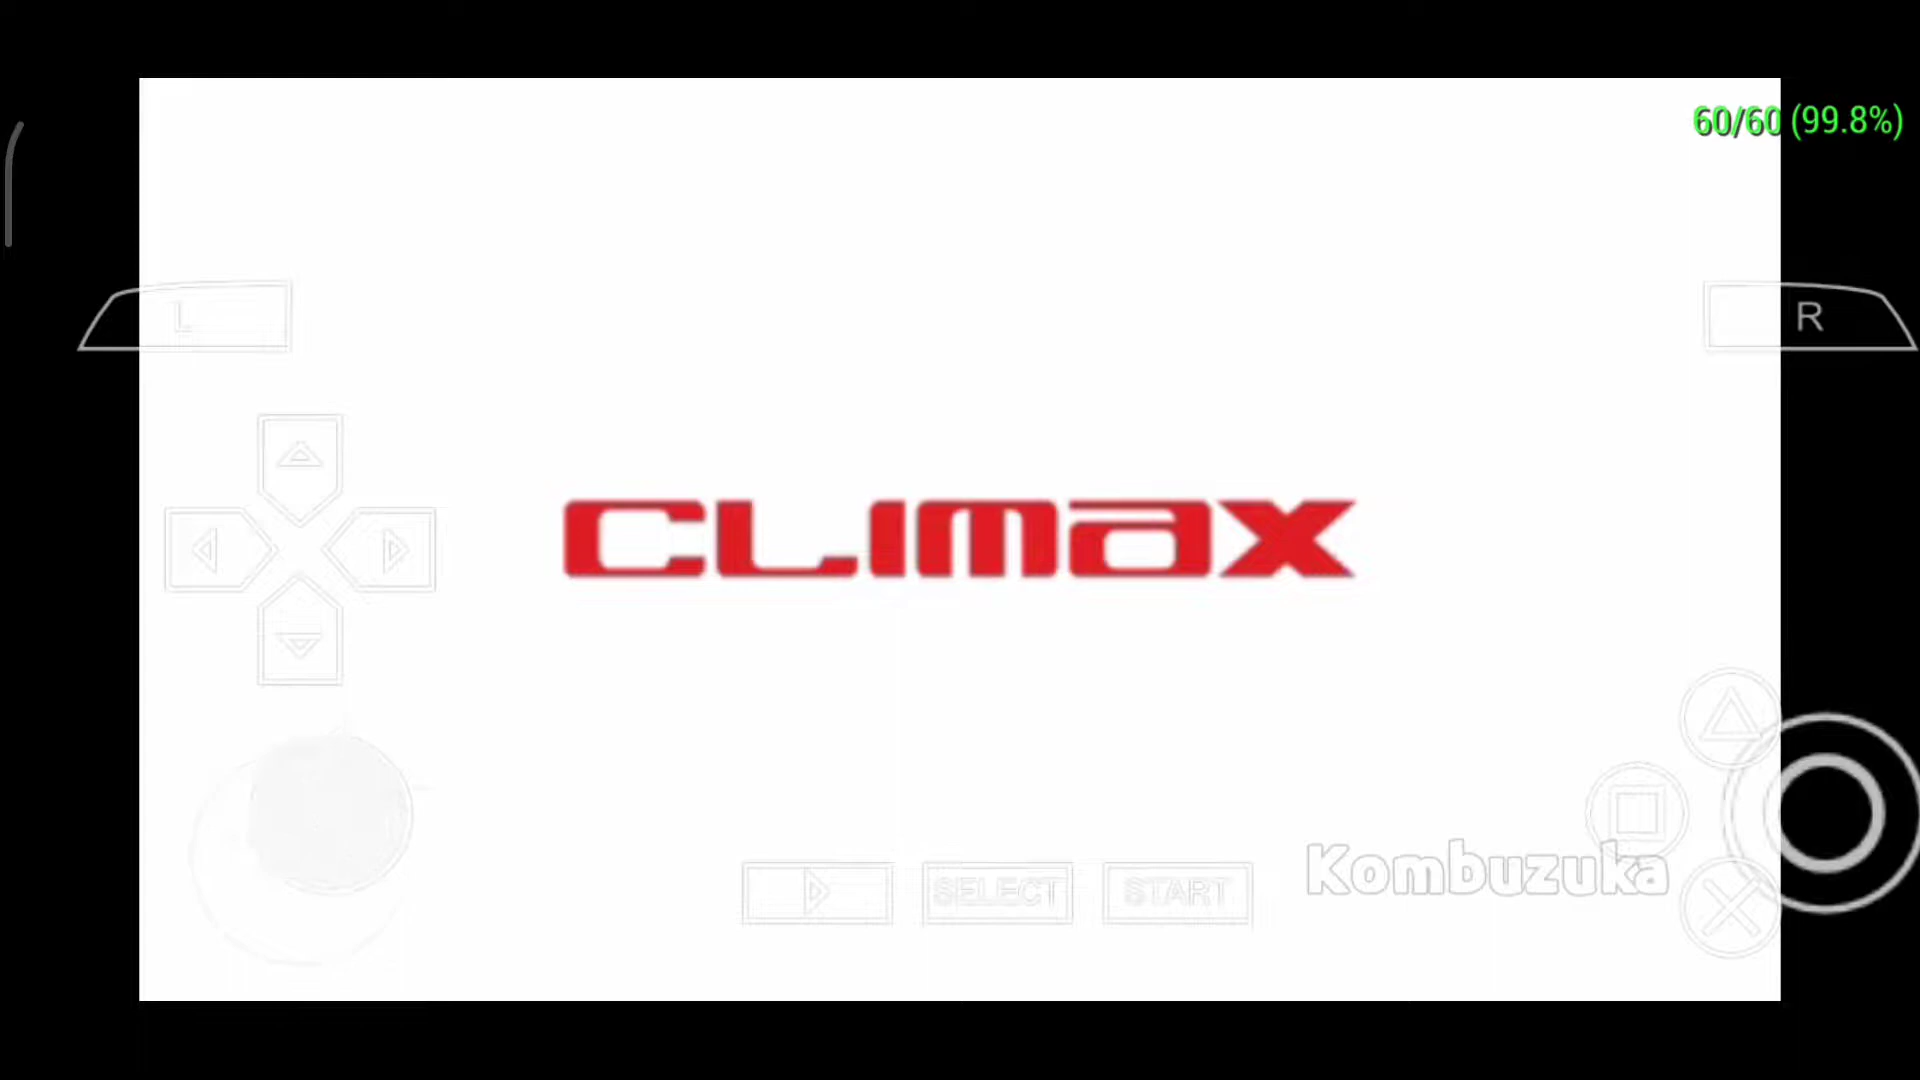 60/60 (99.8%)
L
R
CLIMAX
SELECT
START
Kombuzuka